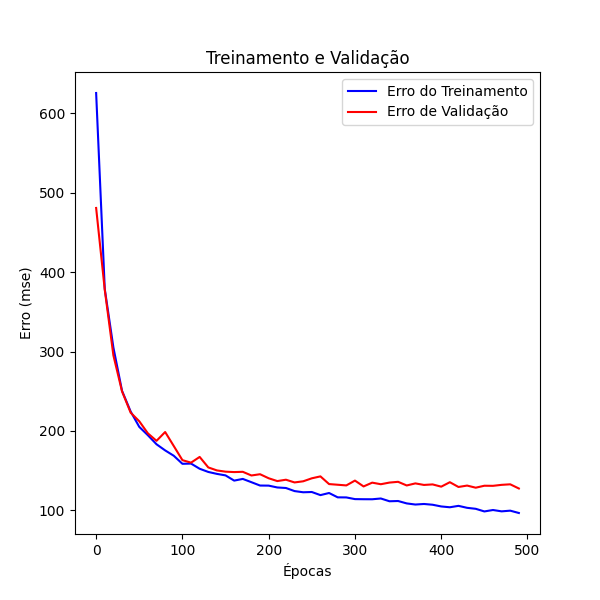 Treinamento e Validação
Erro do Treinamento
Erro de Validação
Erro (mse)
600
500
400
300
200
100
0 100 200 300 400 500
Épocas